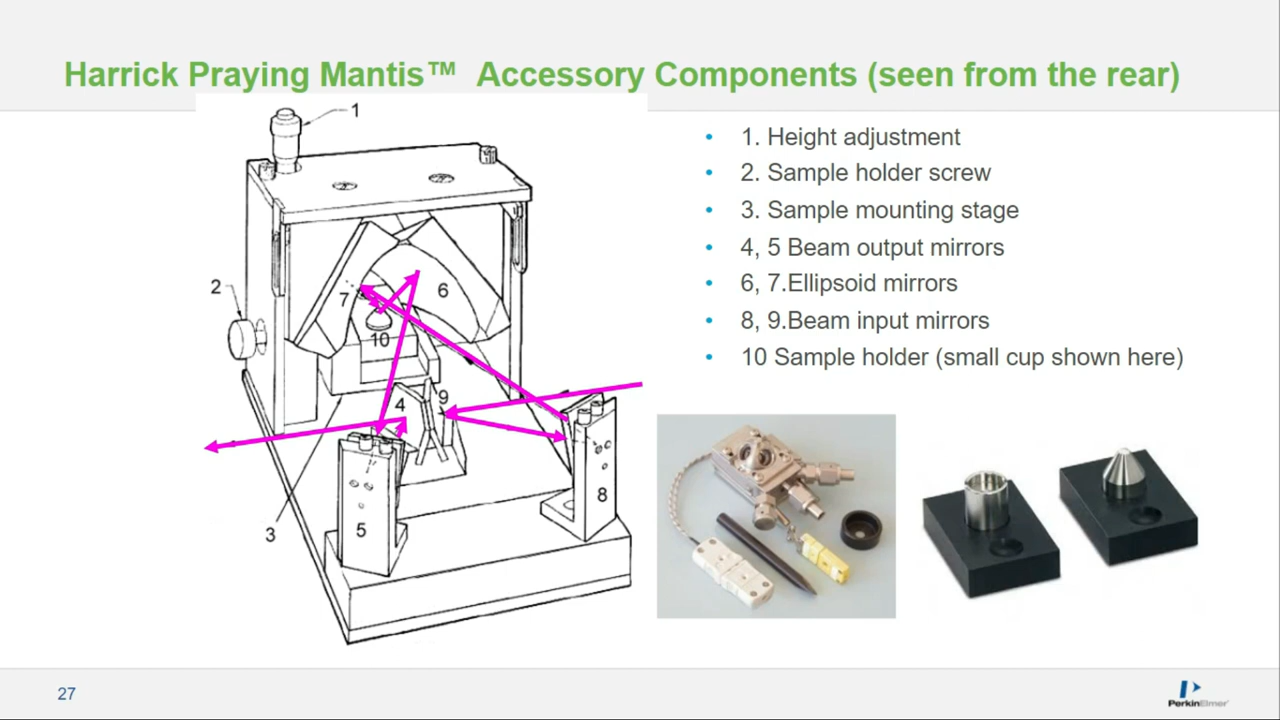 Harrick Praying Mantis™ Accessory Components (seen from the rear)
1
2
3
4
5
6
7
8
9
10
• 1. Height adjustment
• 2. Sample holder screw
• 3. Sample mounting stage
• 4, 5 Beam output mirrors
• 6, 7.Ellipsoid mirrors
• 8, 9.Beam input mirrors
• 10 Sample holder (small cup shown here)
27
PerkinElmer